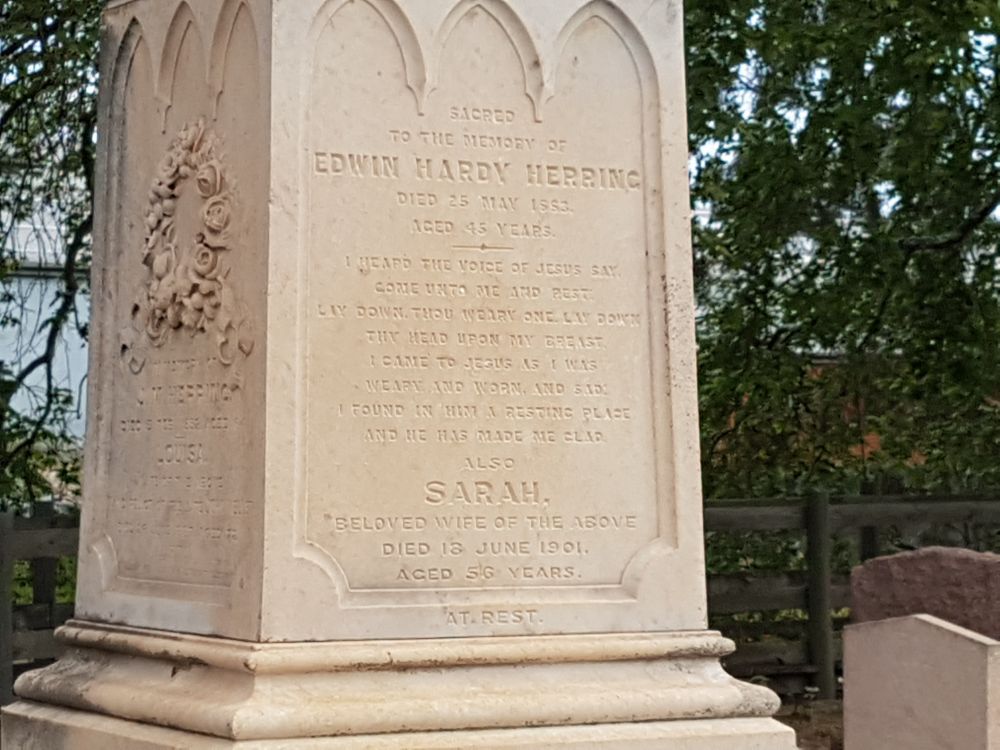 SACRED
TO THE MEMORY OF
EDWIN HARDY HERRING
DIED 25 MAY 1883.
AGED 45 YEARS.
I HEARD THE VOICE OF JESUS SAY,
COME UNTO ME AND REST.
LAY DOWN, THOU WEARY ONE, LAY DOWN
THY HEAD UPON MY BREAST.
I CAME TO JESUS AS I WAS
WEARY, AND WORN, AND SAD:
I FOUND IN HIM A RESTING PLACE
AND HE HAS MADE ME GLAD.
ALSO
SARAH,
BELOVED WIFE OF THE ABOVE
DIED 18 JUNE 1901.
AGED 56 YEARS.
AT REST.
HERRING
LOUISA